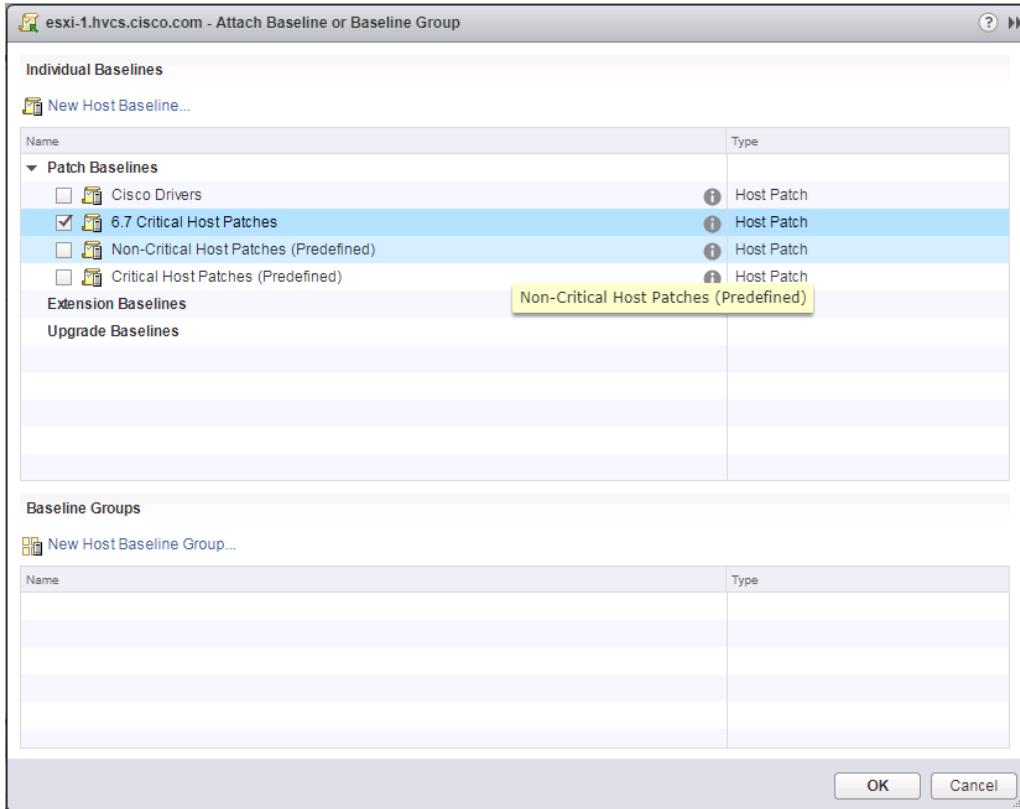 esxi-1.hvcs.cisco.com - Attach Baseline or Baseline Group
Individual Baselines
New Host Baseline...
Name Type
Patch Baselines
Cisco Drivers Host Patch
6.7 Critical Host Patches Host Patch
Non-Critical Host Patches (Predefined) Host Patch
Critical Host Patches (Predefined) Host Patch
Non-Critical Host Patches (Predefined)
Extension Baselines
Upgrade Baselines
Baseline Groups
New Host Baseline Group...
Name Type
OK Cancel